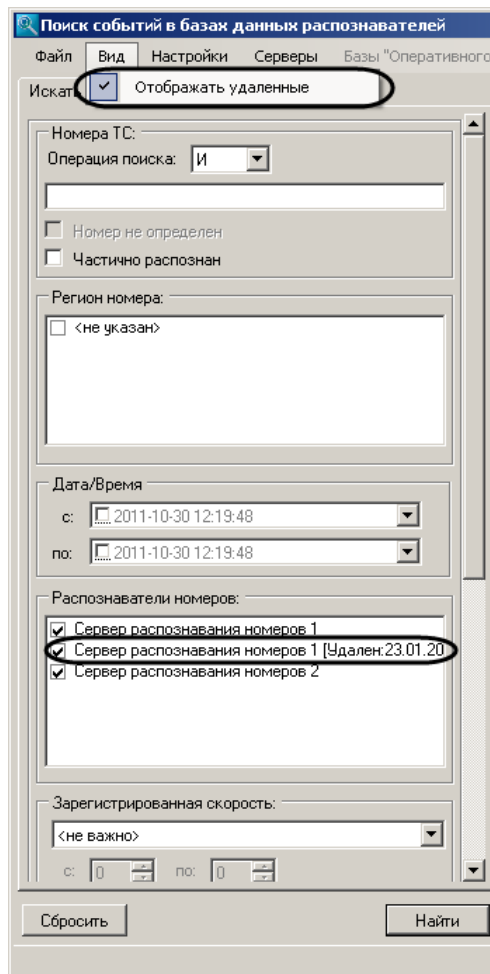 Поиск событий в базах данных распознавателей
Файл Вид Настройки Серверы Базы "Оперативного
Искать
Отображать удаленные
Номера ТС:
Операция поиска: И
Номер не определен
Частично распознан
Регион номера:
<не указан>
Дата/Время
с: 2011-10-30 12:19:48
по: 2011-10-30 12:19:48
Распознаватели номеров:
Сервер распознавания номеров 1
Сервер распознавания номеров 1 [Удален:23.01.20
Сервер распознавания номеров 2
Зарегистрированная скорость:
<не важно>
с: 0 по: 0
Сбросить Найти